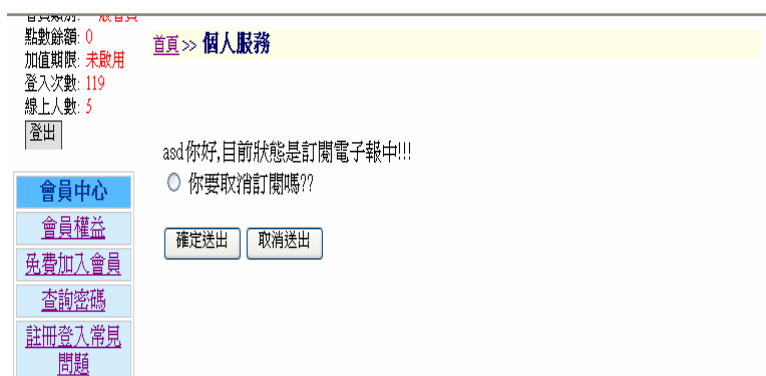 點數餘額: 0
加值期限: 未啟用
登入次數: 119
線上人數: 5
登出
首頁 >> 個人服務
asd你好,目前狀態是訂閱電子報中!!!
你要取消訂閱嗎??
確定送出 取消送出
會員中心
會員權益
免費加入會員
查詢密碼
註冊登入常見
問題